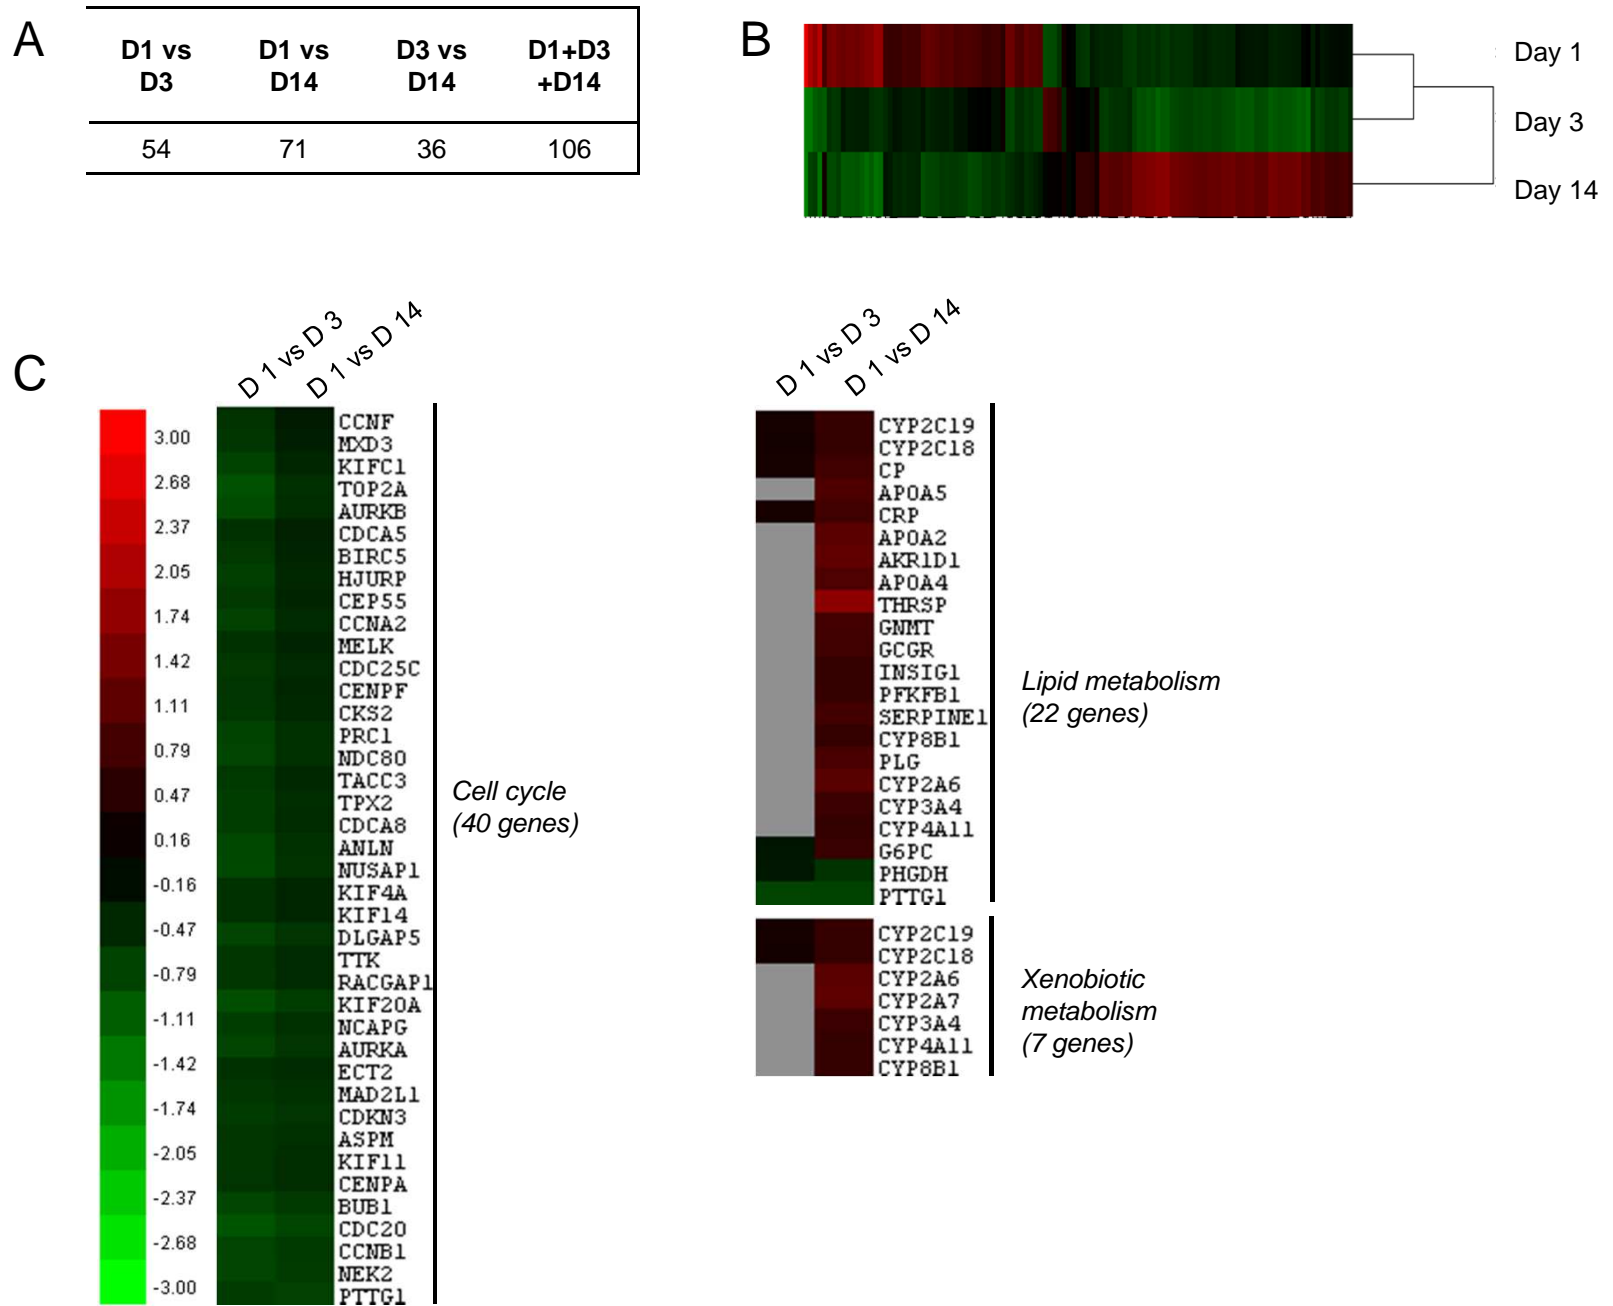 A
D1 vs D3
D1 vs D14
D3 vs D14
D1+D3 +D14
54
71
36
106
B
Day 1
Day 3
Day 14
C
D 1 vs D 3
D 1 vs D 14
3.00
2.68
2.37
2.05
1.74
1.42
1.11
0.79
0.47
0.16
-0.16
-0.47
-0.79
-1.11
-1.42
-1.74
-2.05
-2.37
-2.68
-3.00
CCNF
MXD3
KIFC1
TOP2A
AURKB
CDCA5
BIRC5
HJURP
CEP55
CCNA2
MELK
CDC25C
CENPF
CKS2
PRC1
NDC80
TACC3
TPX2
CDCA8
ANLN
NUSAP1
KIF4A
KIF14
DLGAP5
TTK
RACGAP1
KIF20A
NCAPG
AURKA
ECT2
MAD2L1
CDKN3
ASPM
KIF11
CENPA
BUB1
CDC20
CCNB1
NEK2
PTTG1
Cell cycle
(40 genes)
D 1 vs D 3
D 1 vs D 14
CYP2C19
CYP2C18
CP
APOA5
CRP
APOA2
AKR1D1
APOA4
THRSP
GNMT
GCGR
INSIG1
PFKFB1
SERPINE1
CYP8B1
PLG
CYP2A6
CYP3A4
CYP4A11
G6PC
PHGDH
PTTG1
Lipid metabolism
(22 genes)
CYP2C19
CYP2C18
CYP2A6
CYP2A7
CYP3A4
CYP4A11
CYP8B1
Xenobiotic
metabolism
(7 genes)